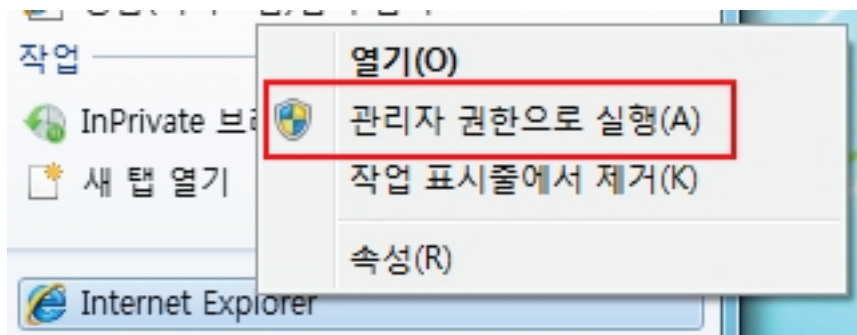 작업
InPrivate 브
새 탭 열기
Internet Explorer
열기(O)
관리자 권한으로 실행(A)
작업 표시줄에서 제거(K)
속성(R)